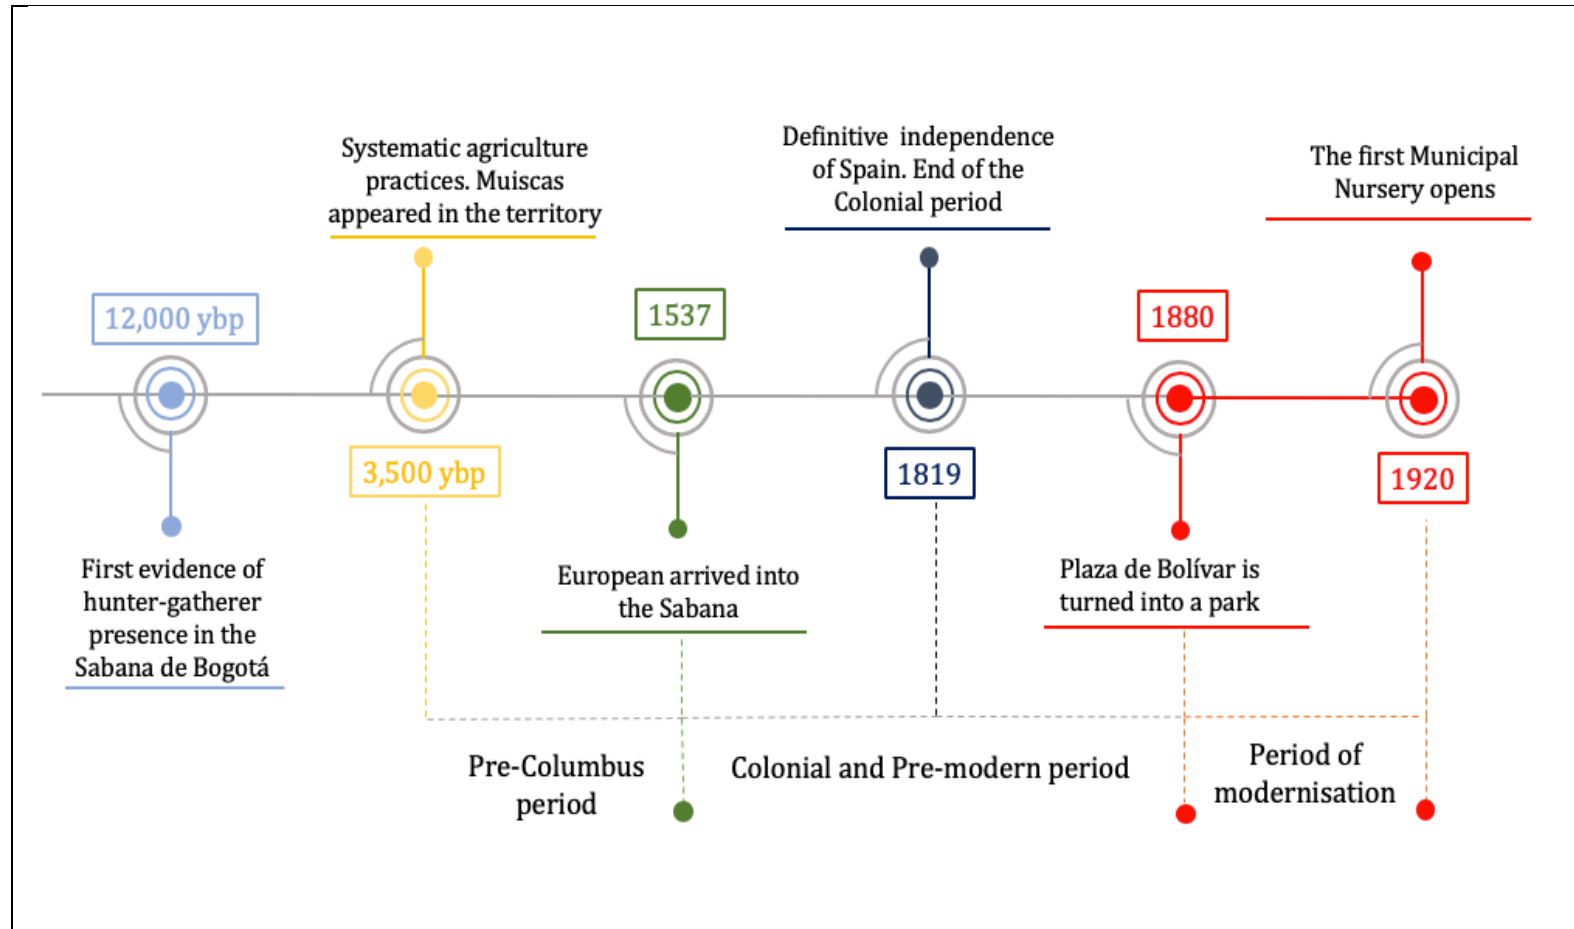 Systematic agriculture
practices. Muiscas
appeared in the territory
Definitive  independence
of Spain. End of the
Colonial period
The first Municipal
Nursery opens
12,000 ybp
1537
1880
3,500 ybp
1819
1920
First evidence of
hunter-gatherer
presence in the
Sabana de Bogotá
European arrived into
the Sabana
Plaza de Bolívar is
turned into a park
Pre-Columbus
period
Colonial and Pre-modern period
Period of
modernisation